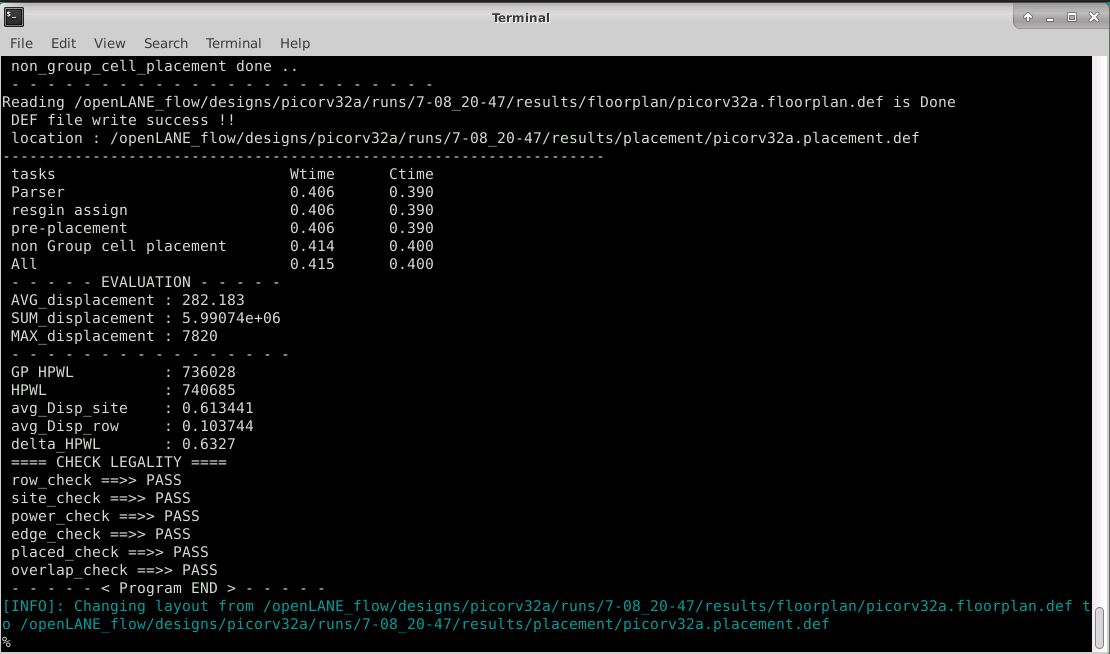 Terminal
File Edit View Search Terminal Help
non_group_cell_placement done ..
- - - - - - - - - - - - - - - - - - - - - - - -
Reading /openLANE_flow/designs/picorv32a/runs/7-08_20-47/results/floorplan/picorv32a.floorplan.def is Done
DEF file write success !!
location : /openLANE_flow/designs/picorv32a/runs/7-08_20-47/results/placement/picorv32a.placement.def
-------------------------------------------------------------------
tasks Wtime Ctime
Parser 0.406 0.390
resgin assign 0.406 0.390
pre-placement 0.406 0.390
non Group cell placement 0.414 0.400
All 0.415 0.400
- - - - - EVALUATION - - - - -
AVG_displacement : 282.183
SUM_displacement : 5.99074e+06
MAX_displacement : 7820
- - - - - - - - - - - - - - - -
GP HPWL : 736028
HPWL : 740685
avg_Disp_site : 0.613441
avg_Disp_row : 0.103744
delta_HPWL : 0.6327
==== CHECK LEGALITY ====
row_check ==>> PASS
site_check ==>> PASS
power_check ==>> PASS
edge_check ==>> PASS
placed_check ==>> PASS
overlap_check ==>> PASS
- - - - - < Program END > - - - - -
[INFO]: Changing layout from /openLANE_flow/designs/picorv32a/runs/7-08_20-47/results/floorplan/picorv32a.floorplan.def t
o /openLANE_flow/designs/picorv32a/runs/7-08_20-47/results/placement/picorv32a.placement.def
%